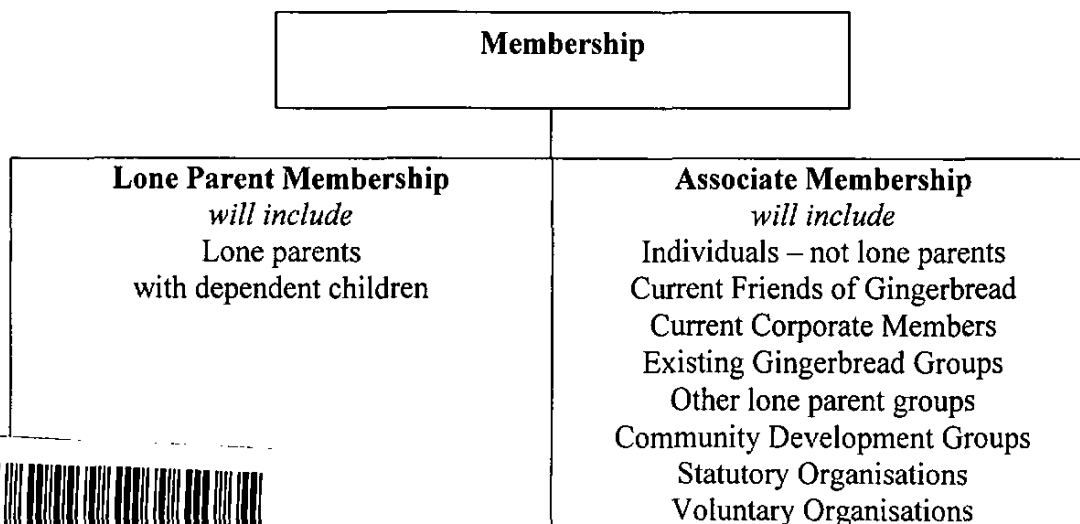 Membership
Lone Parent Membership
will include
Lone parents
with dependent children
Associate Membership
will include
Individuals – not lone parents
Current Friends of Gingerbread
Current Corporate Members
Existing Gingerbread Groups
Other lone parent groups
Community Development Groups
Statutory Organisations
Voluntary Organisations